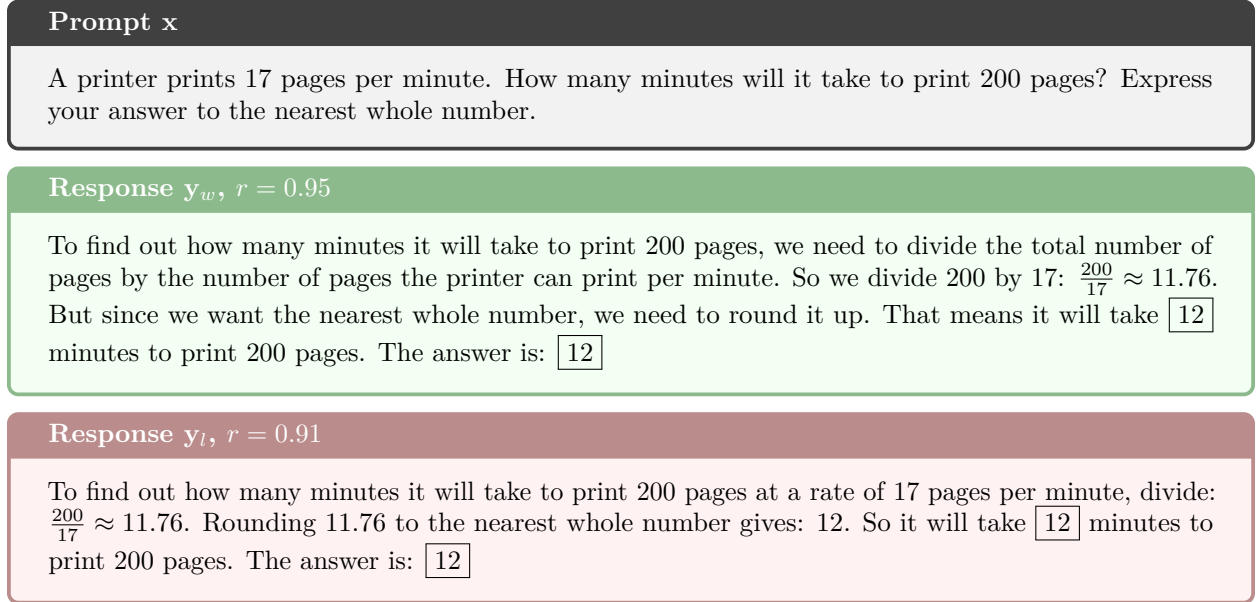 Prompt x
A printer prints 17 pages per minute. How many minutes will it take to print 200 pages? Express
your answer to the nearest whole number.
Response y_w, r = 0.95
To find out how many minutes it will take to print 200 pages, we need to divide the total number of
pages by the number of pages the printer can print per minute. So we divide 200 by 17: 200/17 ≈ 11.76.
But since we want the nearest whole number, we need to round it up. That means it will take 12
minutes to print 200 pages. The answer is: 12
Response y_l, r = 0.91
To find out how many minutes it will take to print 200 pages at a rate of 17 pages per minute, divide:
200/17 ≈ 11.76. Rounding 11.76 to the nearest whole number gives: 12. So it will take 12 minutes to
print 200 pages. The answer is: 12